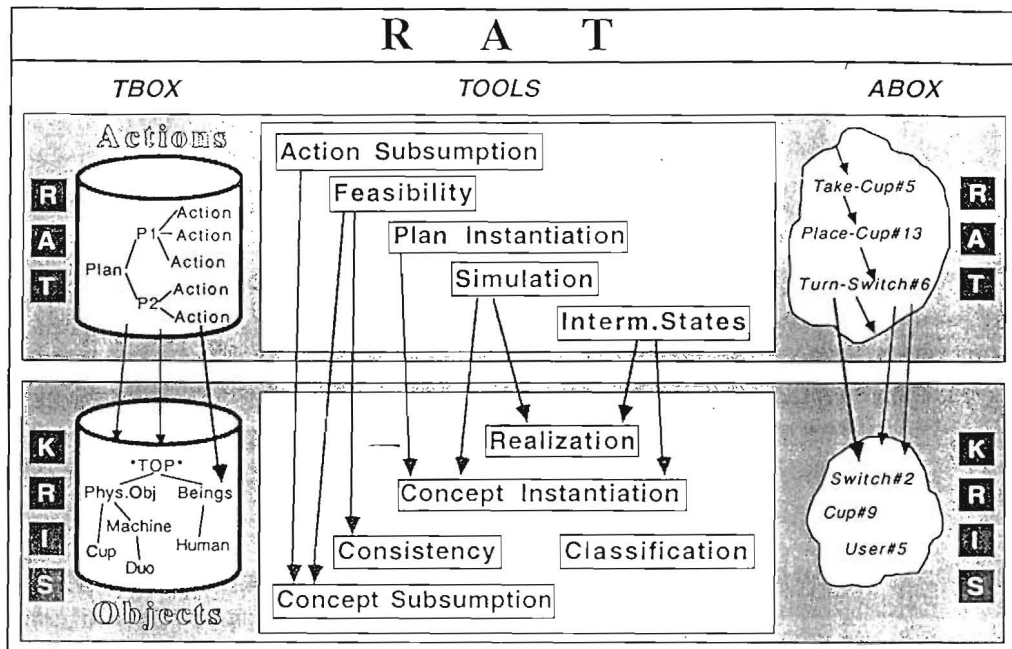 R A T
TBOX TOOLS ABOX
Actions
R
A
T
Plan
P1
Action
Action
Action
P2
Action
Action
Action Subsumption
Feasibility
Plan Instantiation
Simulation
Interm.States
Take-Cup#5
Place-Cup#13
Turn-Switch#6
R
A
T
K
R
I
S
*TOP*
Phys.Obj Beings
Machine
Cup Human
Duo
Objects
Realization
Concept Instantiation
Consistency Classification
Concept Subsumption
Switch#2
Cup#9
User#5
K
R
I
S